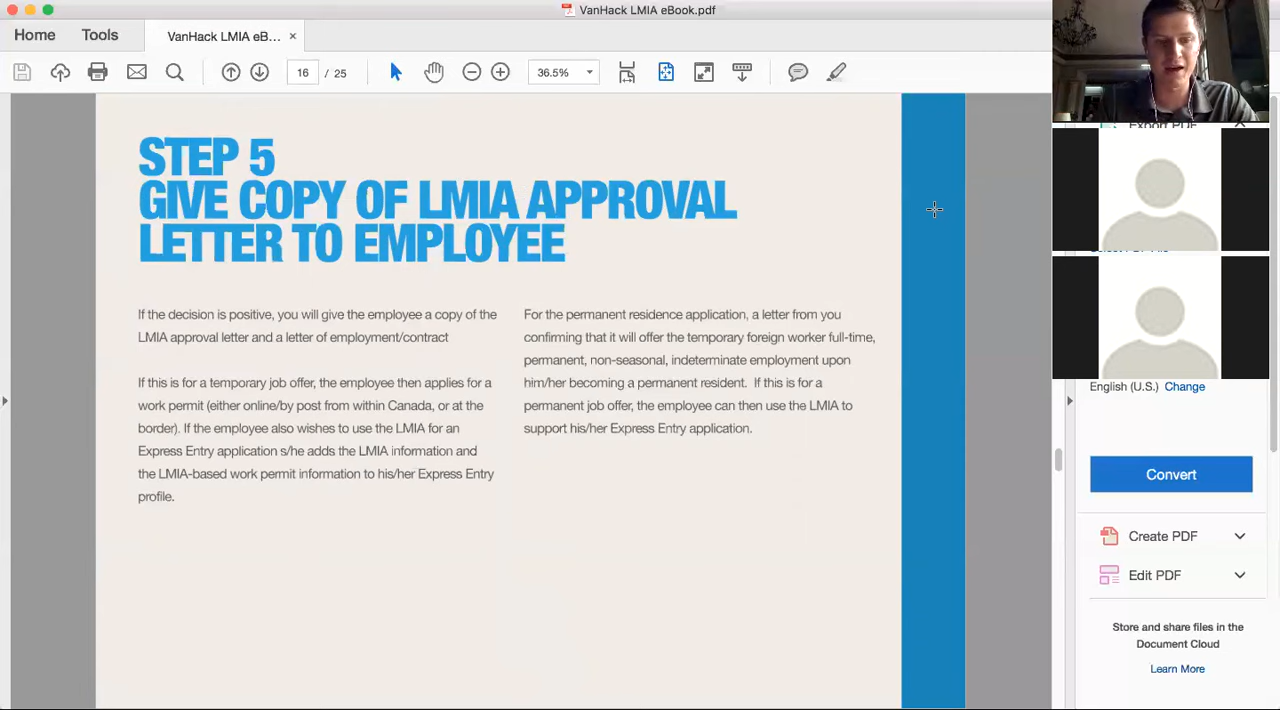 VanHack LMIA eBook.pdf
Home
Tools
VanHack LMIA eB...
×
16 / 25
36.5%
STEP 5
GIVE COPY OF LMIA APPROVAL
LETTER TO EMPLOYEE
If the decision is positive, you will give the employee a copy of the
LMIA approval letter and a letter of employment/contract
If this is for a temporary job offer, the employee then applies for a
work permit (either online/by post from within Canada, or at the
border). If the employee also wishes to use the LMIA for an
Express Entry application s/he adds the LMIA information and
the LMIA-based work permit information to his/her Express Entry
profile.
For the permanent residence application, a letter from you
confirming that it will offer the temporary foreign worker full-time,
permanent, non-seasonal, indeterminate employment upon
him/her becoming a permanent resident.  If this is for a
permanent job offer, the employee can then use the LMIA to
support his/her Express Entry application.
Export PDF
English (U.S.) Change
Convert
Create PDF
Edit PDF
Store and share files in the
Document Cloud
Learn More